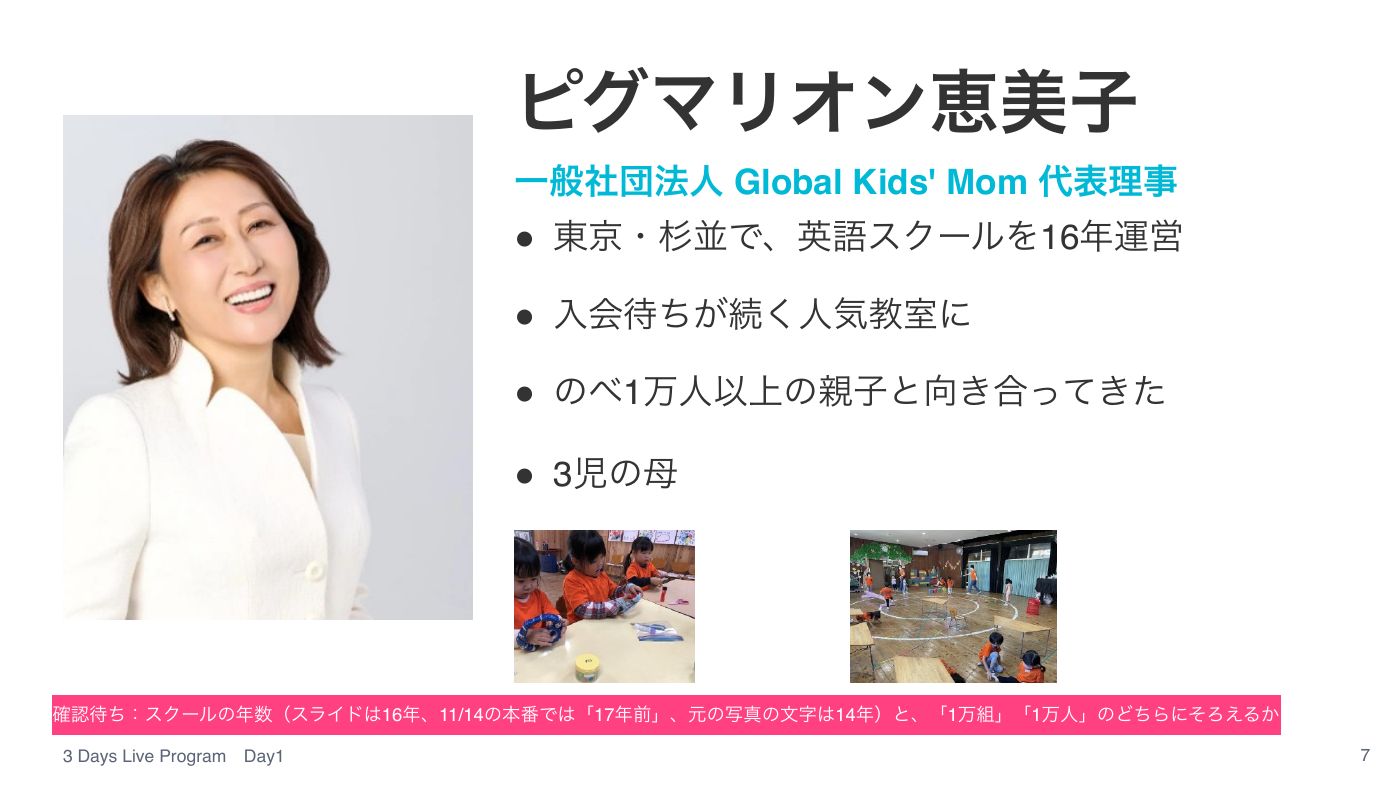 ピグマリオン恵美子
一般社団法人 Global Kids' Mom 代表理事
● 東京・杉並で、英語スクールを16年運営
● 入会待ちが続く人気教室に
● のべ1万人以上の親子と向き合ってきた
● 3児の母
確認待ち：スクールの年数（スライドは16年、11/14の本番では「17年前」、元の写真の文字は14年）と、「1万組」「1万人」のどちらにそろえるか
3 Days Live Program　Day1
7